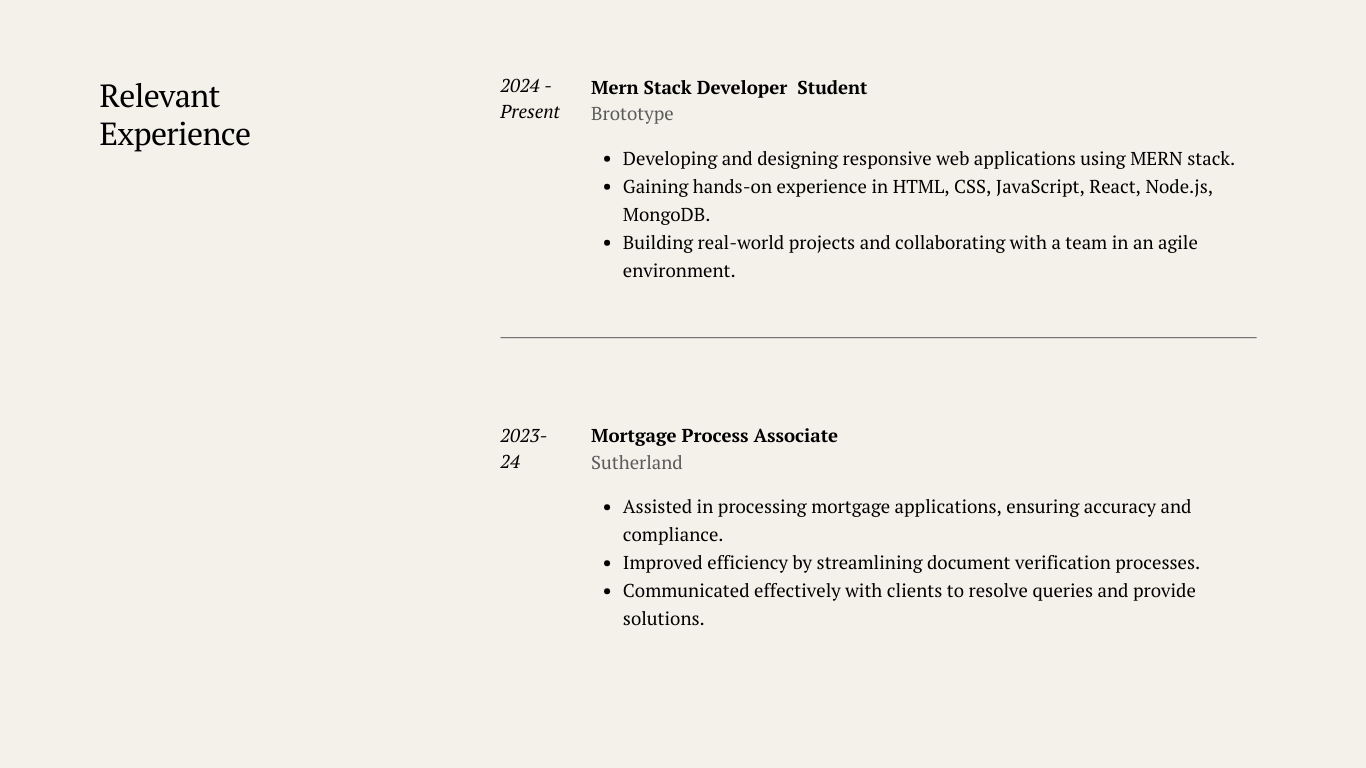 Relevant
Experience
2024 -
Present
Mern Stack Developer  Student
Brototype
• Developing and designing responsive web applications using MERN stack.
• Gaining hands-on experience in HTML, CSS, JavaScript, React, Node.js,
MongoDB.
• Building real-world projects and collaborating with a team in an agile
environment.
2023-
24
Mortgage Process Associate
Sutherland
• Assisted in processing mortgage applications, ensuring accuracy and
compliance.
• Improved efficiency by streamlining document verification processes.
• Communicated effectively with clients to resolve queries and provide
solutions.